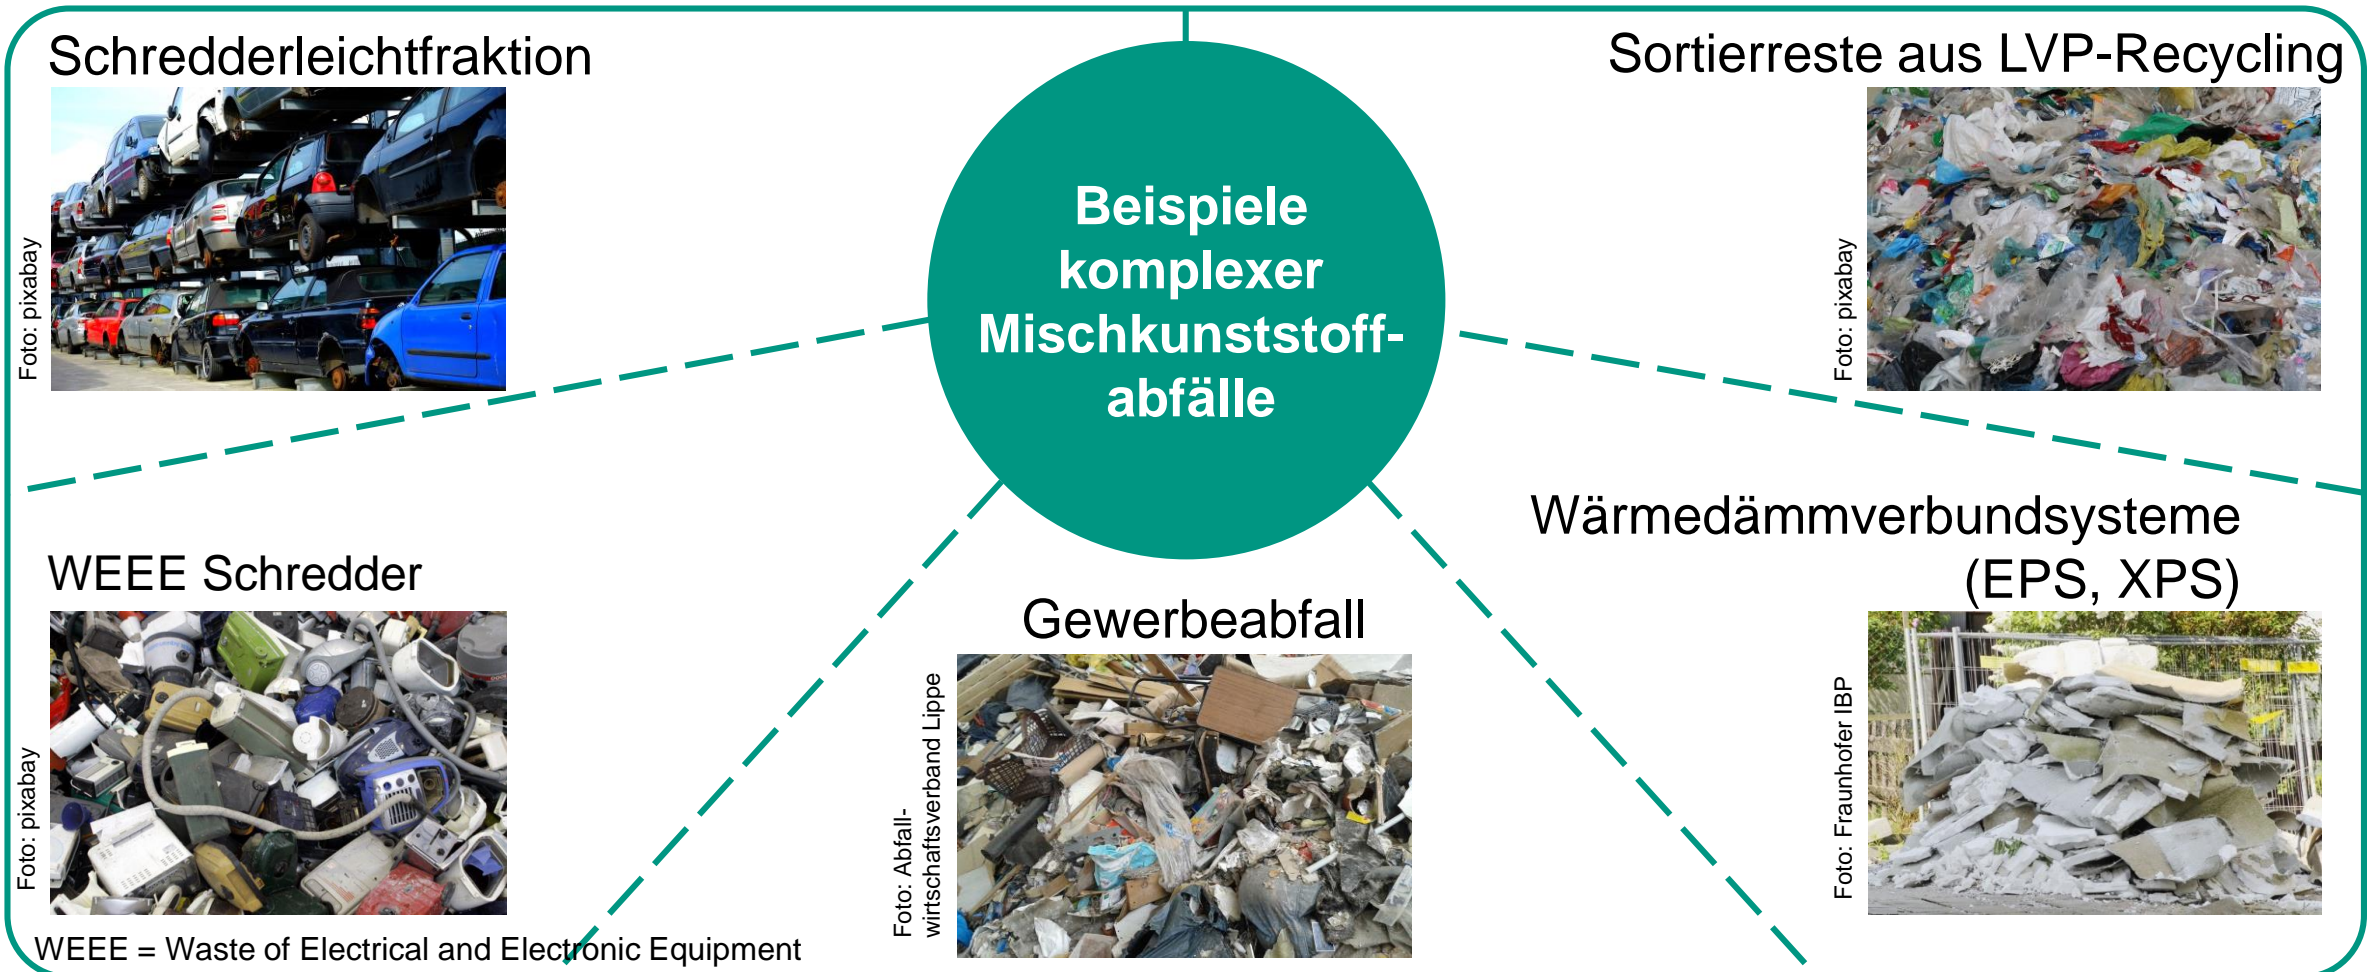 Schredderleichtfraktion
Foto: pixabay
Beispiele
komplexer
Mischkunststoff-
abfälle
Sortierreste aus LVP-Recycling
Foto: pixabay
WEEE Schredder
Foto: pixabay
WEEE = Waste of Electrical and Electronic Equipment
Gewerbeabfall
Foto: Abfall-
wirtschaftsverband Lippe
Wärmedämmverbundsysteme
(EPS, XPS)
Foto: Fraunhofer IBP